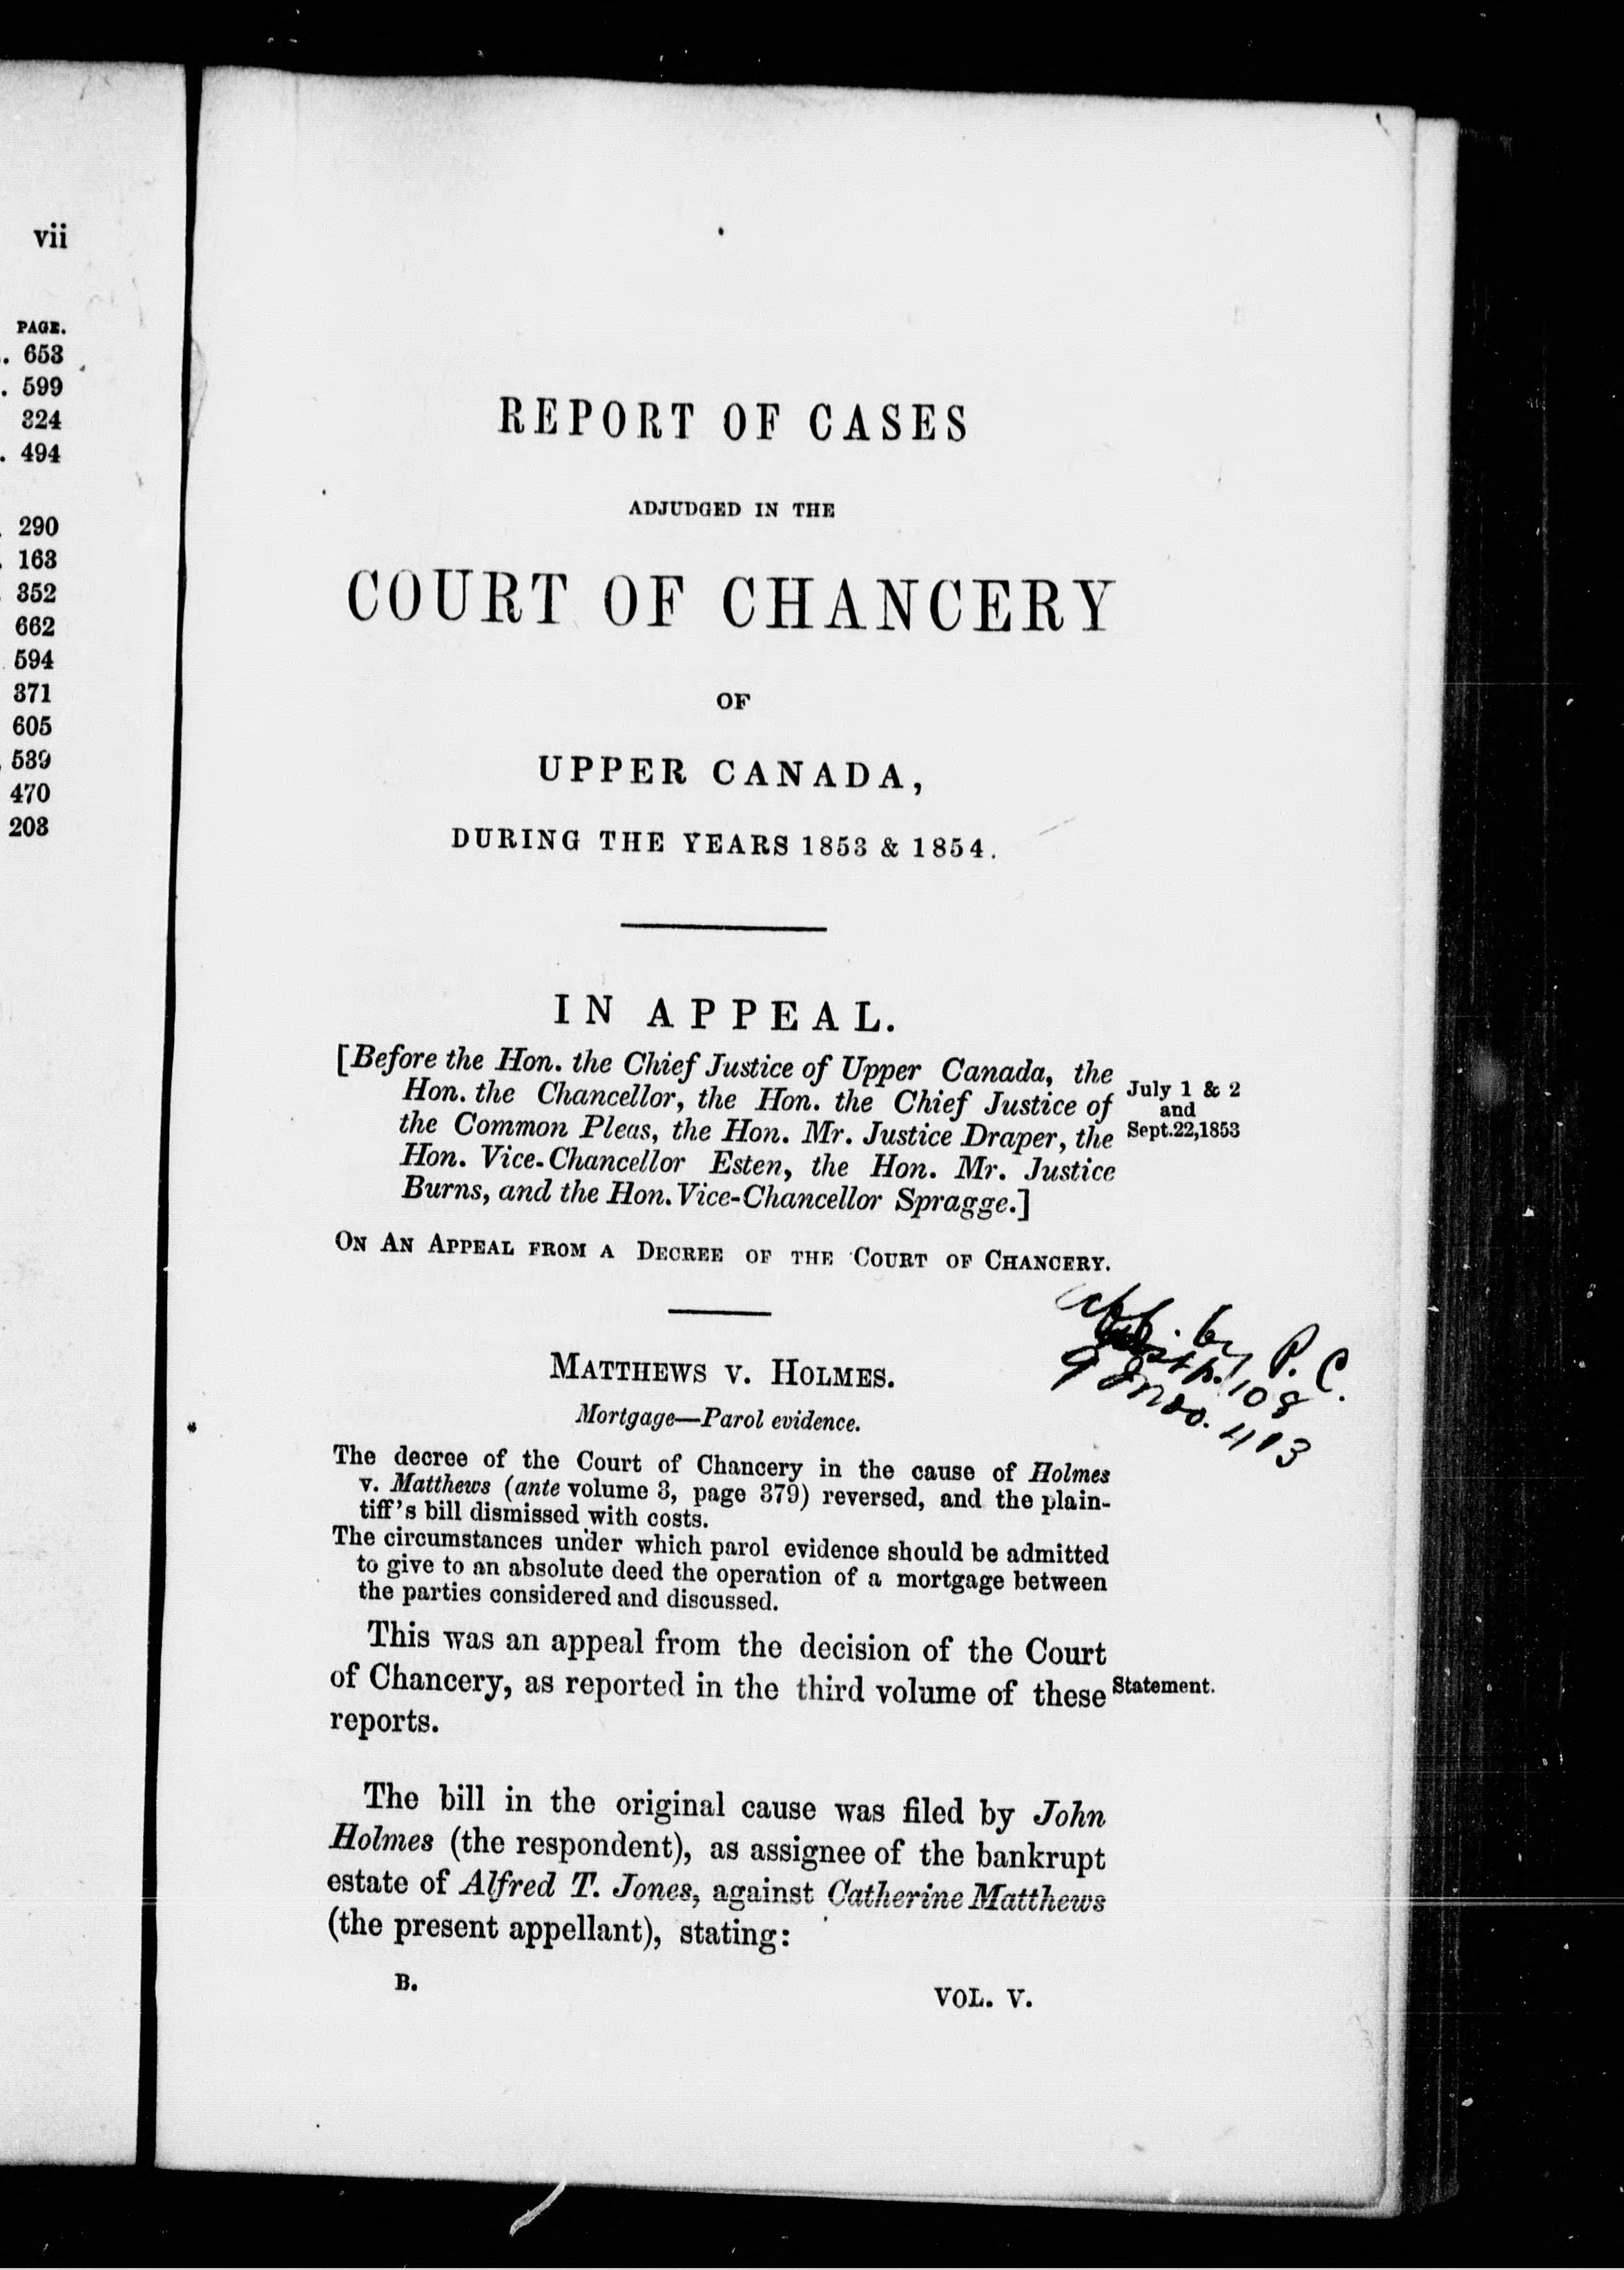 vii
PAGE.
.. 653
. 599
324
. 494
. 290
. 163
352
662
594
371
605
. 539
470
203
REPORT OF CASES
ADJUDGED IN THE
COURT OF CHANCERY
OF
UPPER CANADA,
DURING THE YEARS 1853 & 1854.
IN APPEAL.
[Before the Hon. the Chief Justice of Upper Canada, the
Hon. the Chancellor, the Hon. the Chief Justice of
the Common Pleas, the Hon. Mr. Justice Draper, the
Hon. Vice-Chancellor Esten, the Hon. Mr. Justice
Burns, and the Hon. Vice-Chancellor Spragge.]
July 1 & 2
and
Sept.22,1853
ON AN APPEAL FROM A DECREE OF THE COURT OF CHANCERY.
by P. C.
108
9 Moo. 413
MATTHEWS V. HOLMES.
Mortgage—Parol evidence.
The decree of the Court of Chancery in the cause of Holmes
v. Matthews (ante volume 3, page 379) reversed, and the plain-
tiff's bill dismissed with costs.
The circumstances under which parol evidence should be admitted
to give to an absolute deed the operation of a mortgage between
the parties considered and discussed.
This was an appeal from the decision of the Court
of Chancery, as reported in the third volume of these
reports.
Statement.
The bill in the original cause was filed by John
Holmes (the respondent), as assignee of the bankrupt
estate of Alfred T. Jones, against Catherine Matthews
(the present appellant), stating:
B.
VOL. V.